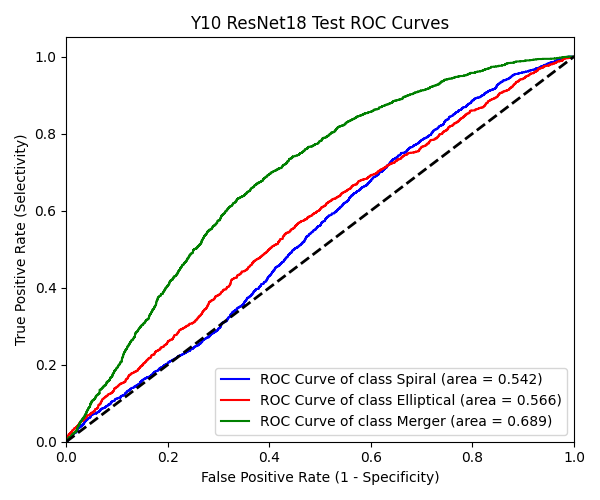 Y10 ResNet18 Test ROC Curves
True Positive Rate (Selectivity)
1.0
0.8
0.6
0.4
0.2
0.0
ROC Curve of class Spiral (area = 0.542)
ROC Curve of class Elliptical (area = 0.566)
ROC Curve of class Merger (area = 0.689)
0.0 0.2 0.4 0.6 0.8 1.0
False Positive Rate (1 - Specificity)